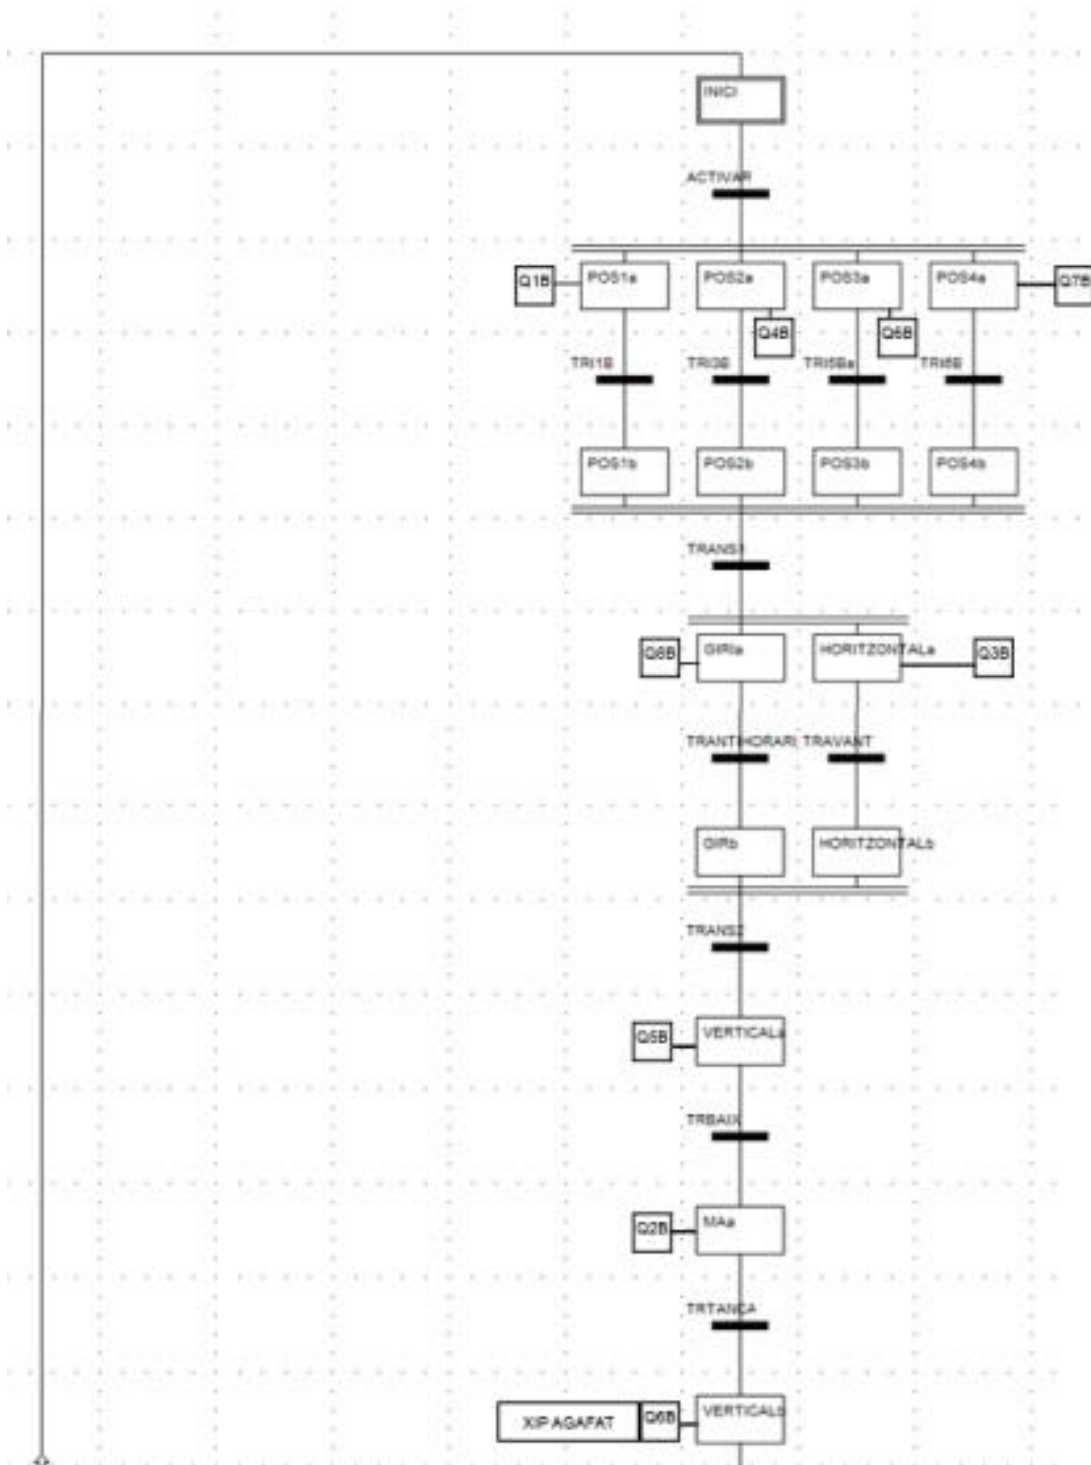 INICI
ACTIVAR
Q1B POS1a POS2a POS3a POS4a Q7B
Q4B Q6B
TRI1B TRI3B TRI5Ba TRI6B
POS1b POS2b POS3b POS4b
TRANS1
Q8B GIRIa HORITZONTALa Q3B
TRANTIHORARI TRAVANT
GIRb HORITZONTALb
TRANS2
Q5B VERTICALa
TRBAIX
Q2B MAa
TRTANCA
XIP AGAFAT Q6B VERTICALb